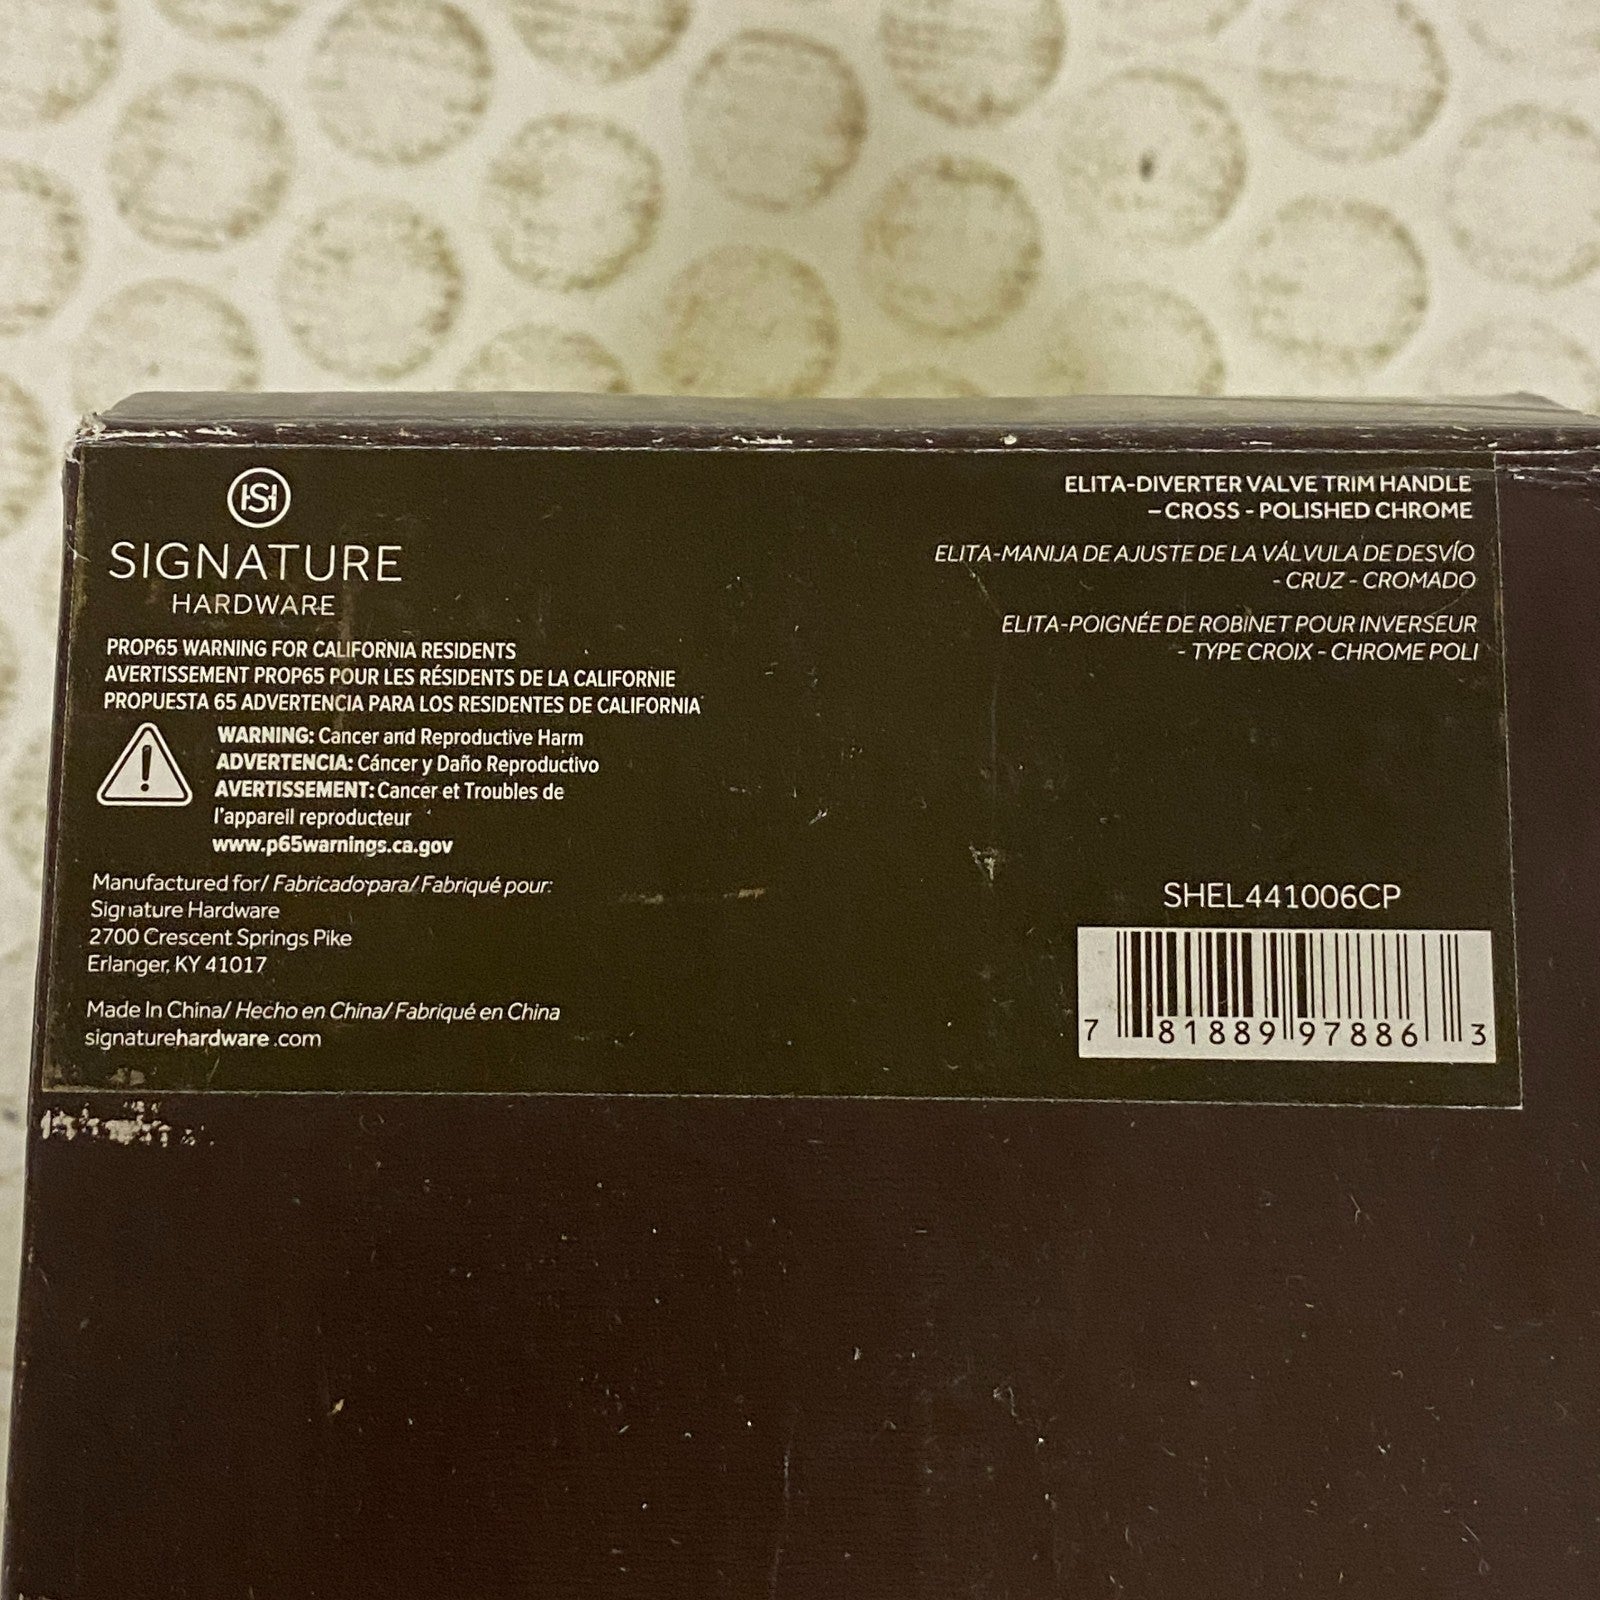 SH
SIGNATURE
HARDWARE
PROP65 WARNING FOR CALIFORNIA RESIDENTS
AVERTISSEMENT PROP65 POUR LES RÉSIDENTS DE LA CALIFORNIE
PROPUESTA 65 ADVERTENCIA PARA LOS RESIDENTES DE CALIFORNIA
WARNING: Cancer and Reproductive Harm
ADVERTENCIA: Cáncer y Daño Reproductivo
AVERTISSEMENT: Cancer et Troubles de
l'appareil reproducteur
www.p65warnings.ca.gov
Manufactured for/ Fabricado para/ Fabriqué pour:
Signature Hardware
2700 Crescent Springs Pike
Erlanger, KY 41017
Made In China/ Hecho en China/ Fabriqué en China
signaturehardware.com
ELITA-DIVERTER VALVE TRIM HANDLE
– CROSS - POLISHED CHROME
ELITA-MANIJA DE AJUSTE DE LA VÁLVULA DE DESVÍO
- CRUZ - CROMADO
ELITA-POIGNÉE DE ROBINET POUR INVERSEUR
- TYPE CROIX - CHROME POLI
SHEL441006CP
7 81889 97886 3